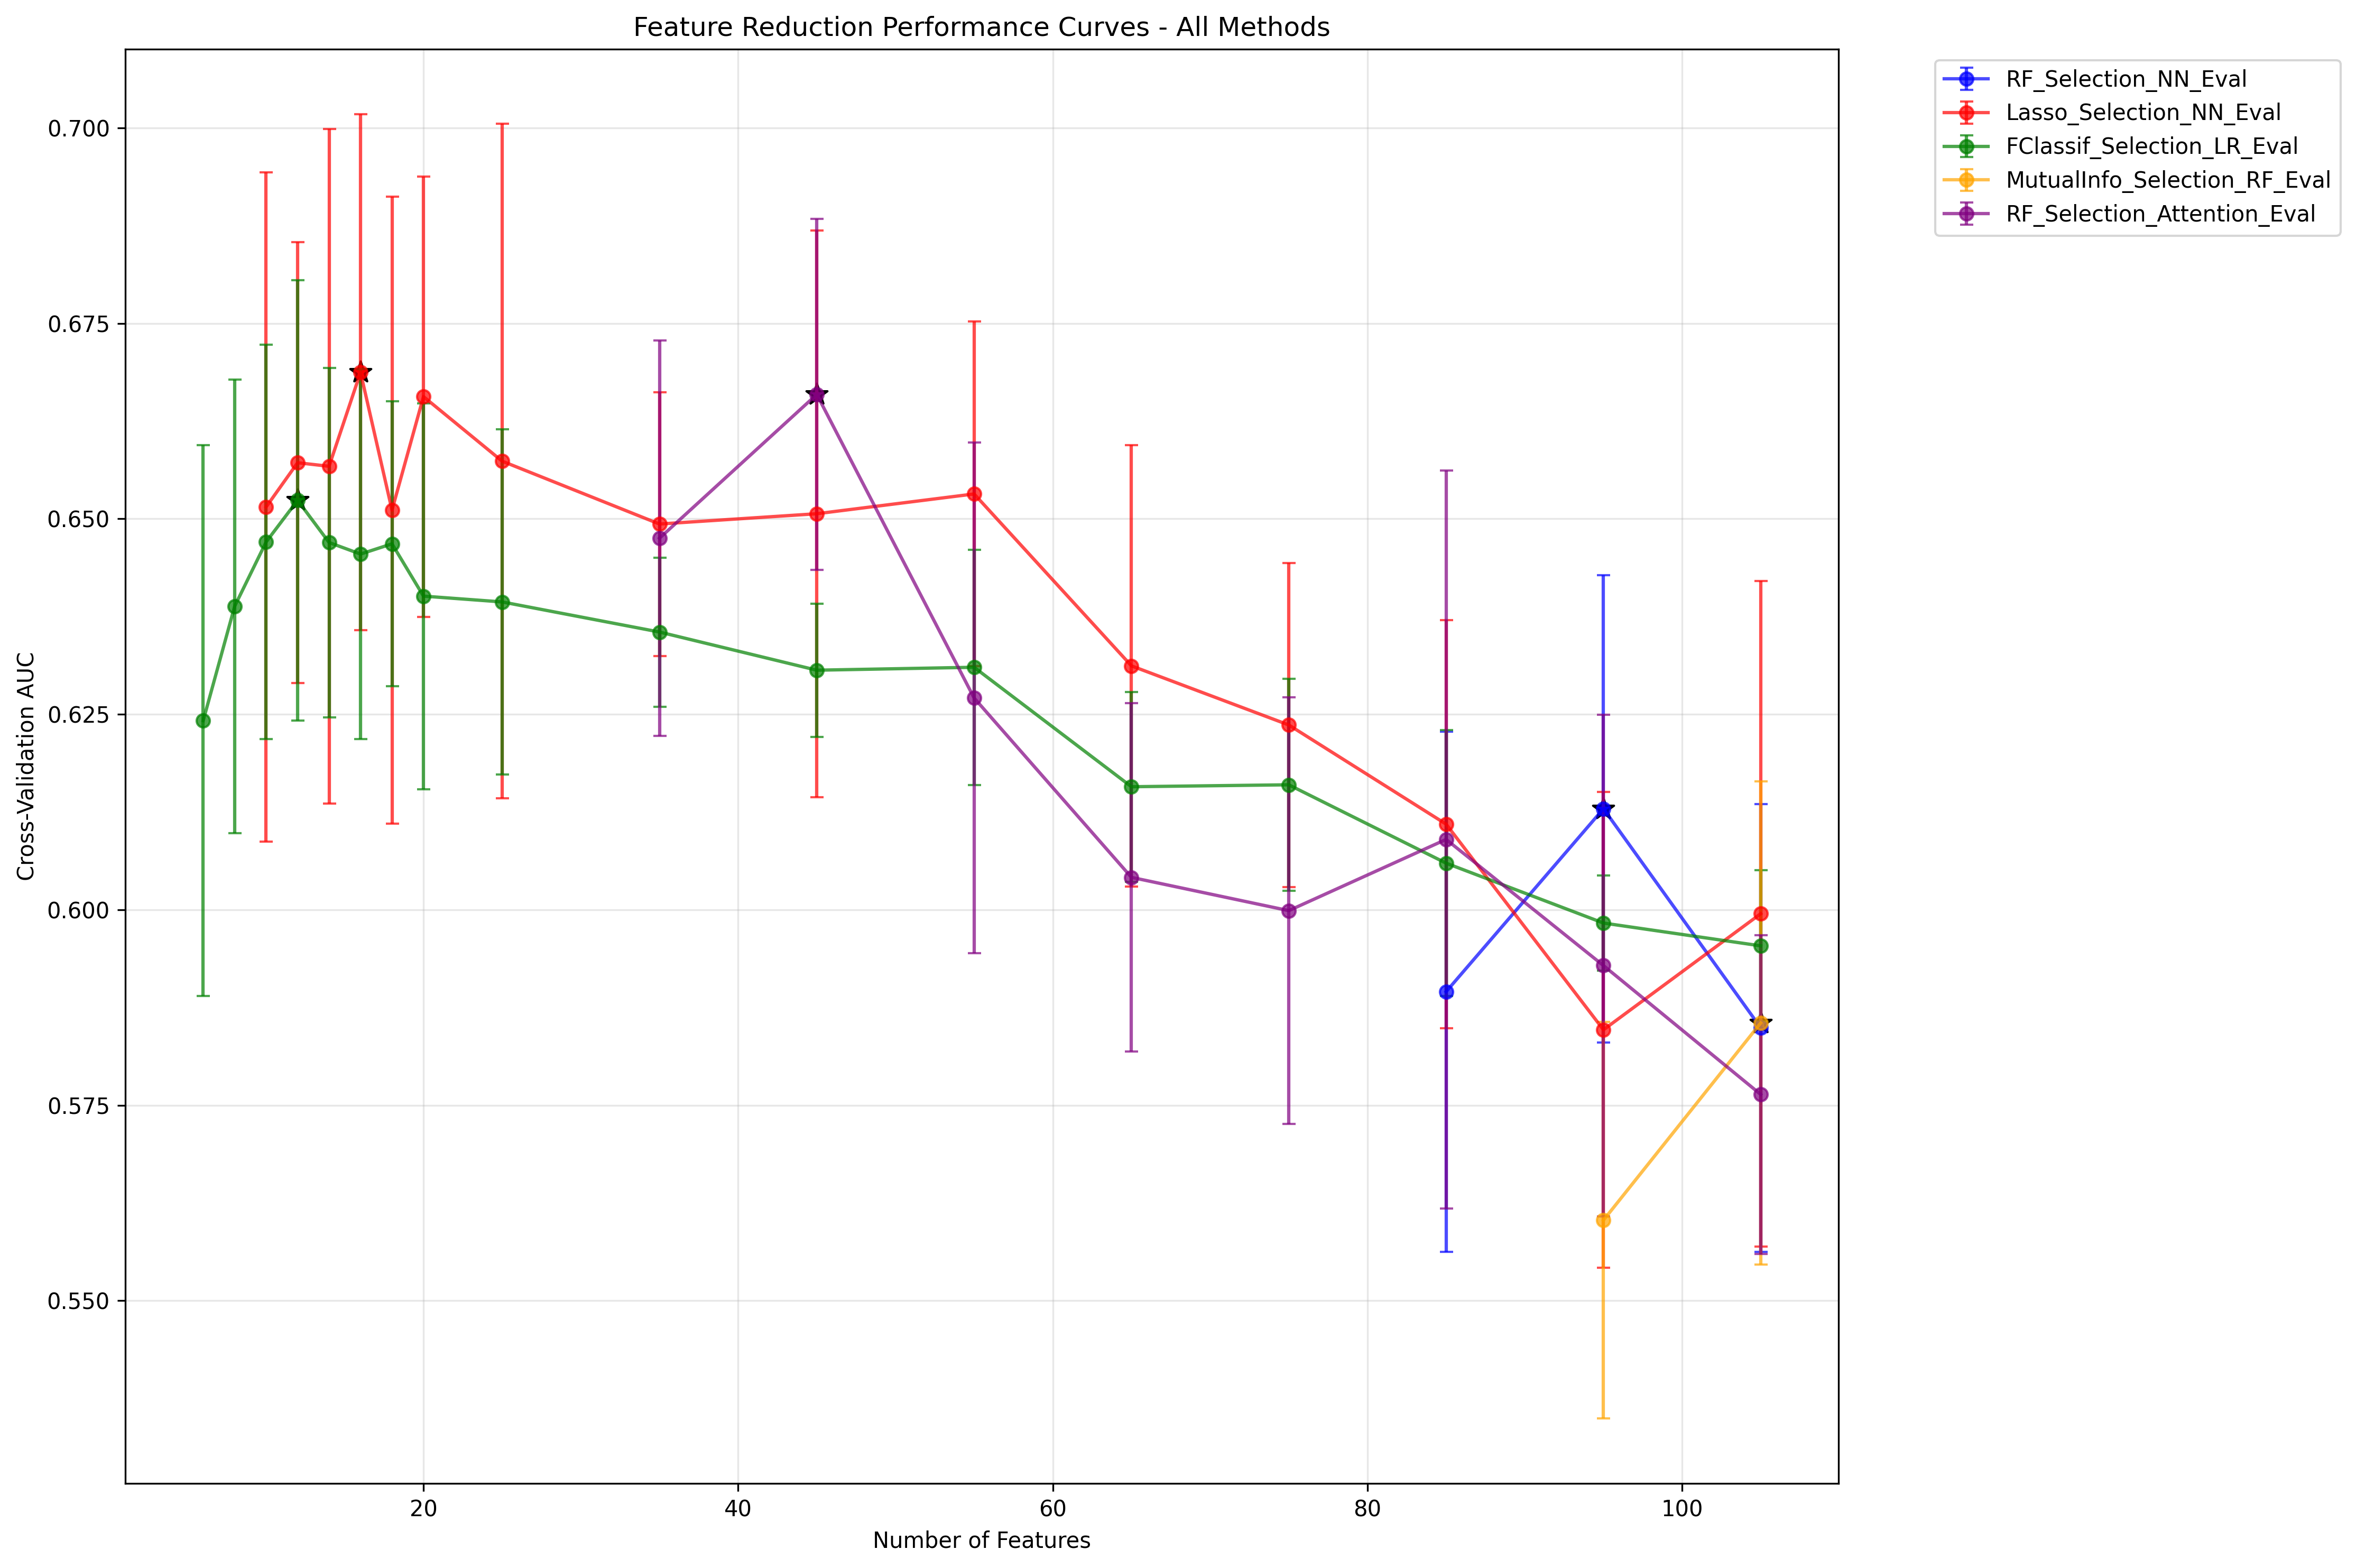 Feature Reduction Performance Curves - All Methods
RF_Selection_NN_Eval
Lasso_Selection_NN_Eval
FClassif_Selection_LR_Eval
MutualInfo_Selection_RF_Eval
RF_Selection_Attention_Eval
Cross-Validation AUC
0.700
0.675
0.650
0.625
0.600
0.575
0.550
20
40
60
80
100
Number of Features